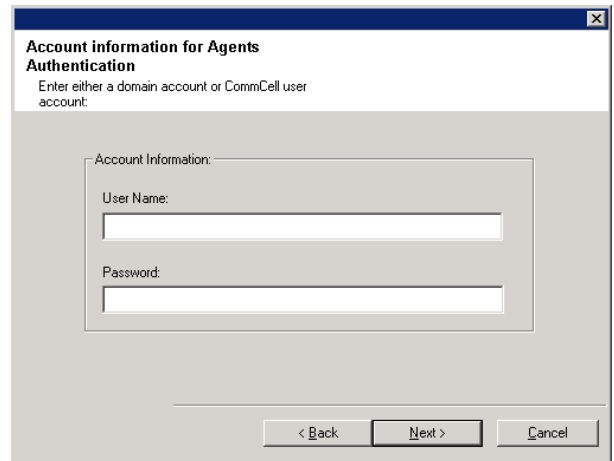 Account information for Agents
Authentication
Enter either a domain account or CommCell user
account:
Account Information:
User Name:
Password:
< Back
Next >
Cancel